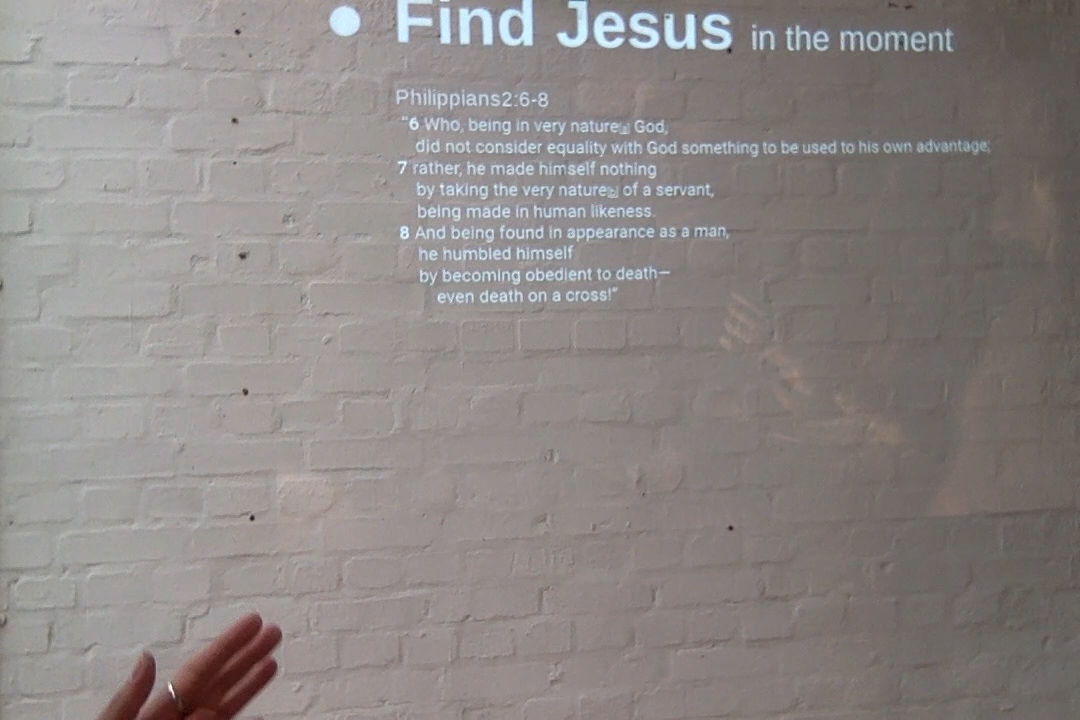 • Find Jesus in the moment
Philippians2:6-8
“6 Who, being in very nature[a] God,
did not consider equality with God something to be used to his own advantage;
7 rather, he made himself nothing
by taking the very nature[b] of a servant,
being made in human likeness.
8 And being found in appearance as a man,
he humbled himself
by becoming obedient to death—
even death on a cross!”